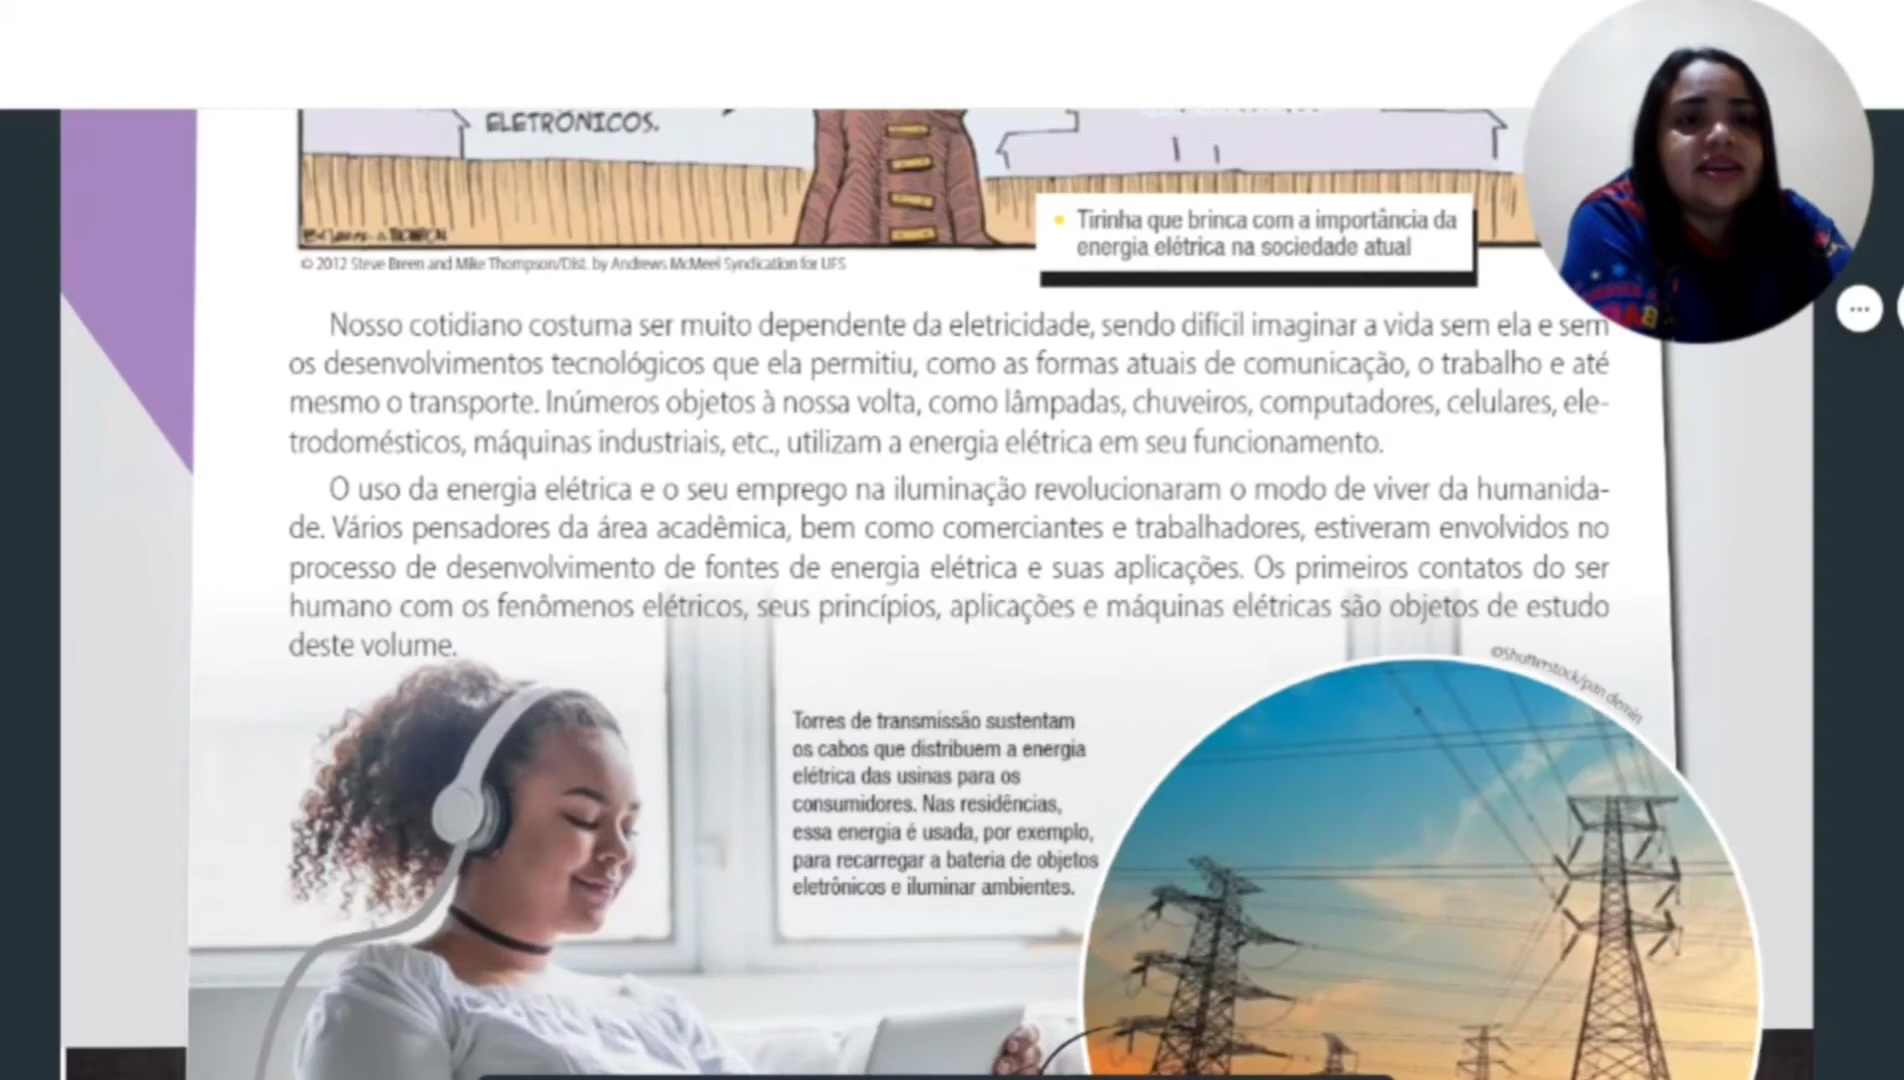 ELETRÔNICOS.
Tirinha que brinca com a importância da
energia elétrica na sociedade atual
© 2012 Steve Breen and Mike Thompson/Dist. by Andrews McMeel Syndication for UFS
Nosso cotidiano costuma ser muito dependente da eletricidade, sendo difícil imaginar a vida sem ela e sem
os desenvolvimentos tecnológicos que ela permitiu, como as formas atuais de comunicação, o trabalho e até
mesmo o transporte. Inúmeros objetos à nossa volta, como lâmpadas, chuveiros, computadores, celulares, ele-
trodomésticos, máquinas industriais, etc., utilizam a energia elétrica em seu funcionamento.
O uso da energia elétrica e o seu emprego na iluminação revolucionaram o modo de viver da humanida-
de. Vários pensadores da área acadêmica, bem como comerciantes e trabalhadores, estiveram envolvidos no
processo de desenvolvimento de fontes de energia elétrica e suas aplicações. Os primeiros contatos do ser
humano com os fenômenos elétricos, seus princípios, aplicações e máquinas elétricas são objetos de estudo
deste volume.
©Shutterstock/pan demin
Torres de transmissão sustentam
os cabos que distribuem a energia
elétrica das usinas para os
consumidores. Nas residências,
essa energia é usada, por exemplo,
para recarregar a bateria de objetos
eletrônicos e iluminar ambientes.